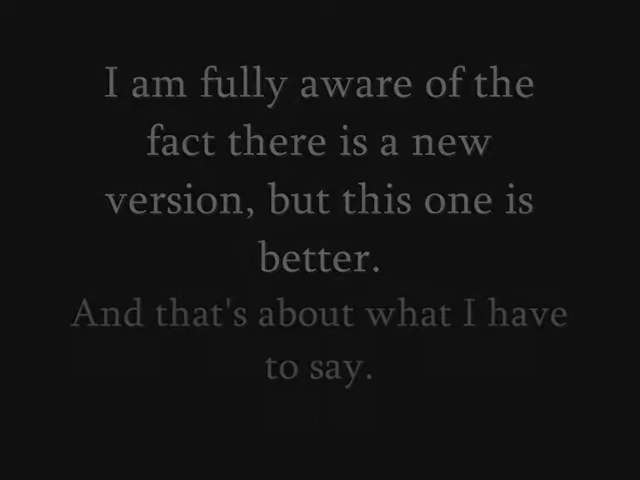 I am fully aware of the
fact there is a new
version, but this one is
better.
And that's about what I have
to say.